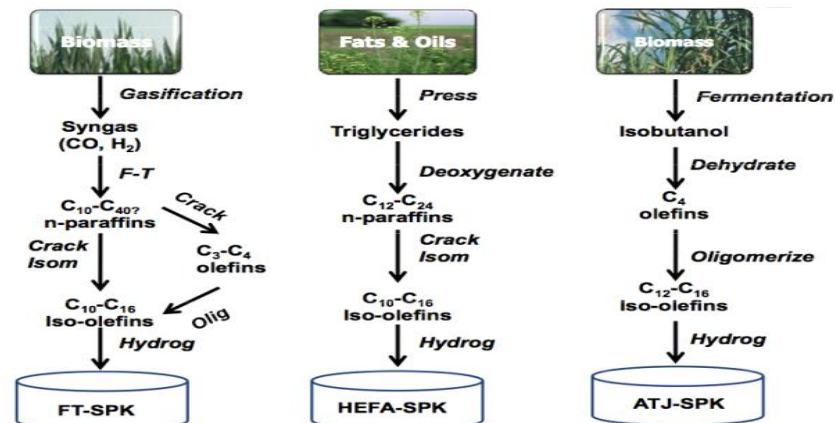 Biomass
Gasification
Syngas
(CO, H₂)
F-T
C₁₀-C₄₀?
n-paraffins
Crack
Crack
Isom
C₃-C₄
olefins
C₁₀-C₁₆
Iso-olefins
Olig
Hydrog
FT-SPK
Fats & Oils
Press
Triglycerides
Deoxygenate
C₁₂-C₂₄
n-paraffins
Crack
Isom
C₁₀-C₁₆
Iso-olefins
Hydrog
HEFA-SPK
Biomass
Fermentation
Isobutanol
Dehydrate
C₄
olefins
Oligomerize
C₁₂-C₁₆
Iso-olefins
Hydrog
ATJ-SPK